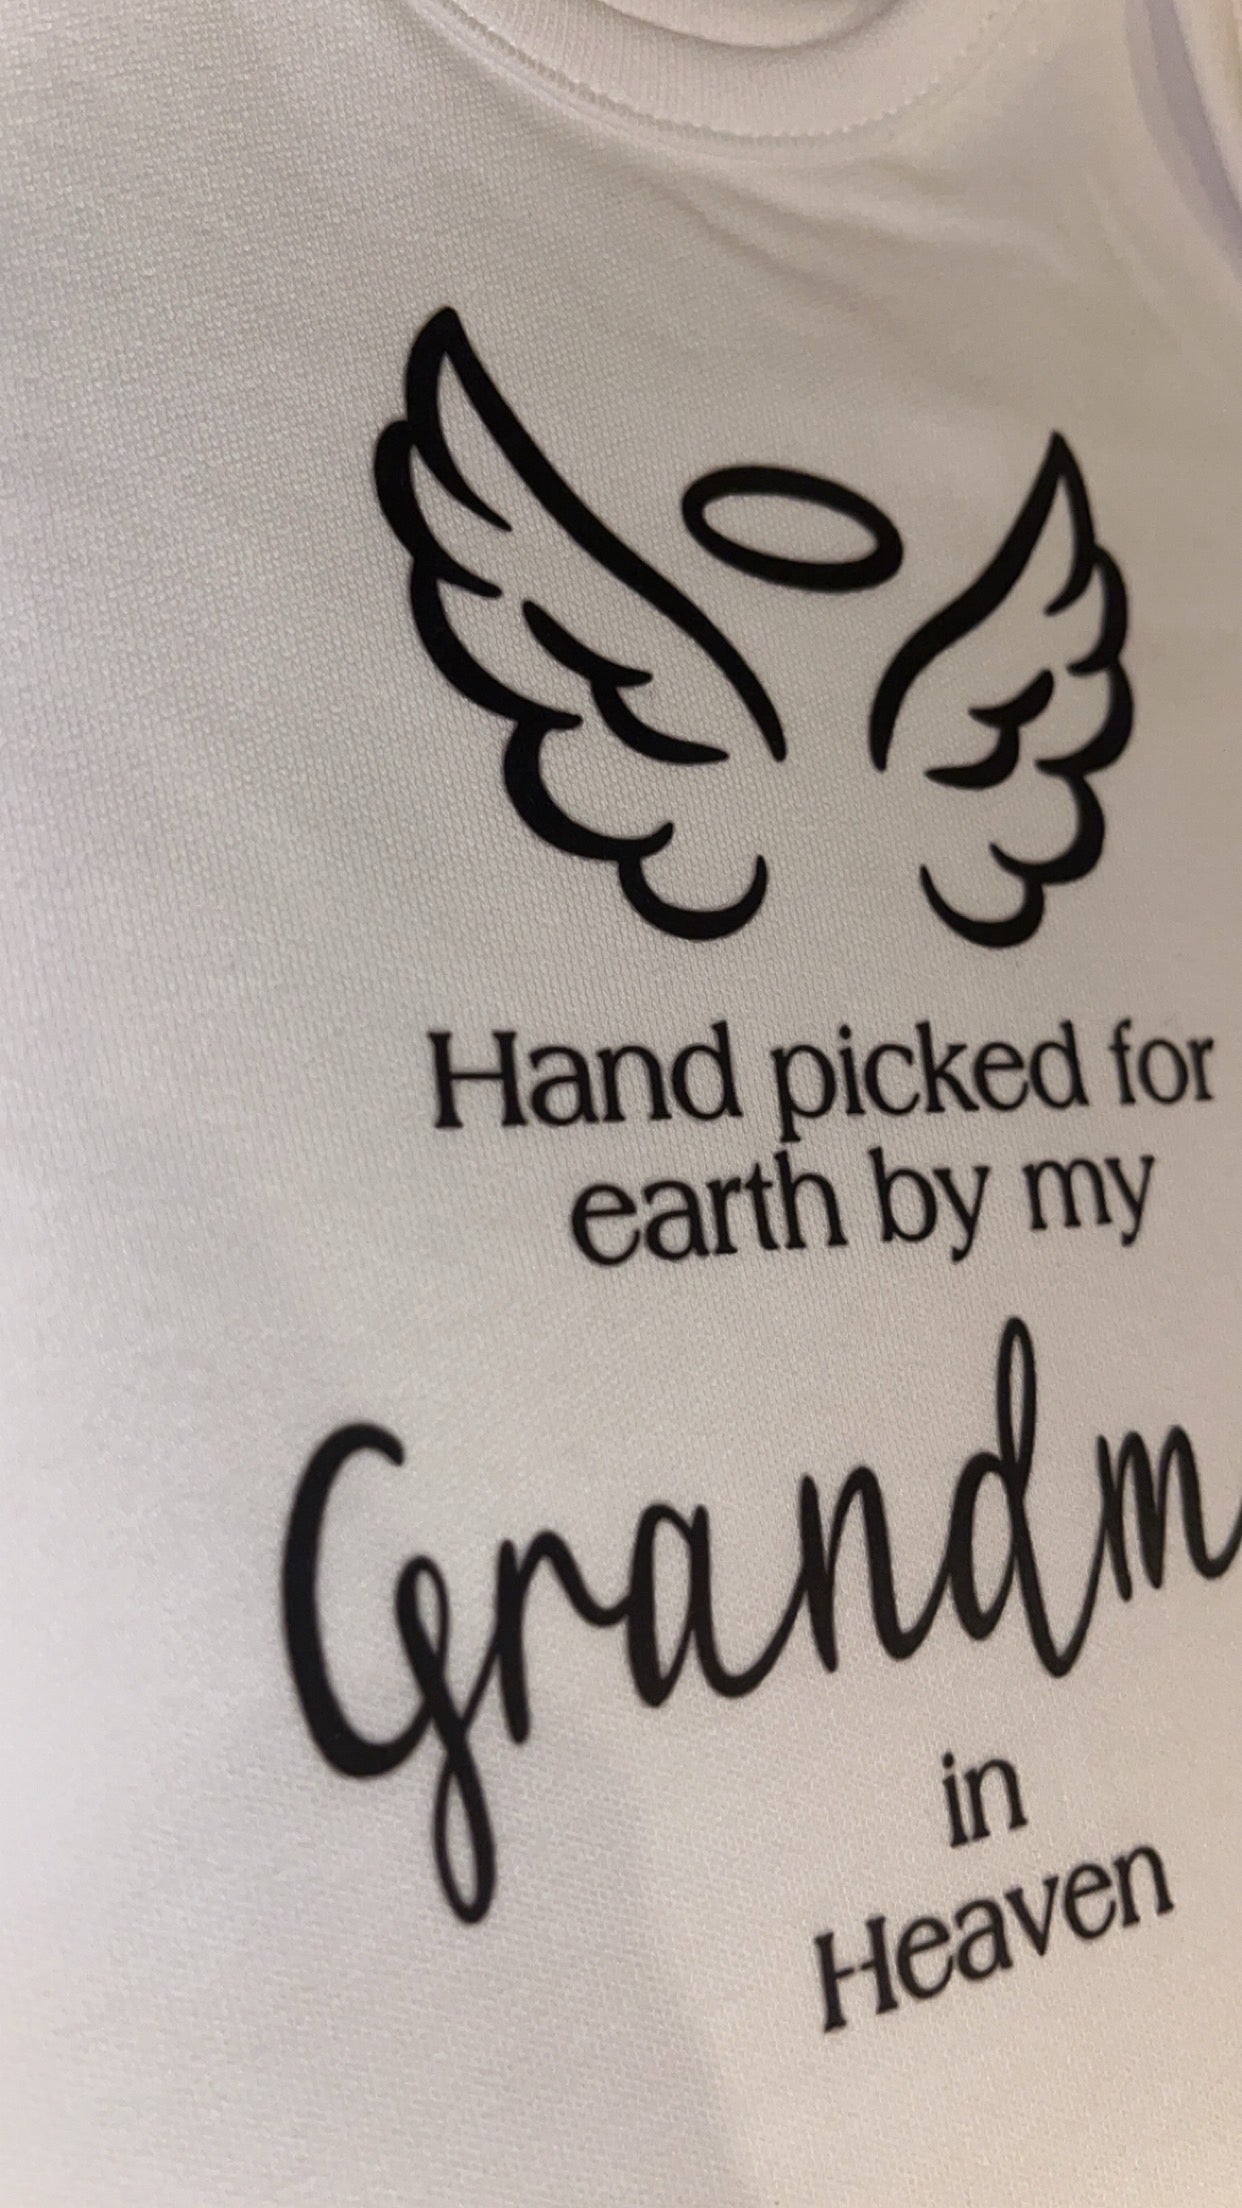 Hand picked for
earth by my
Grandm
in
Heaven